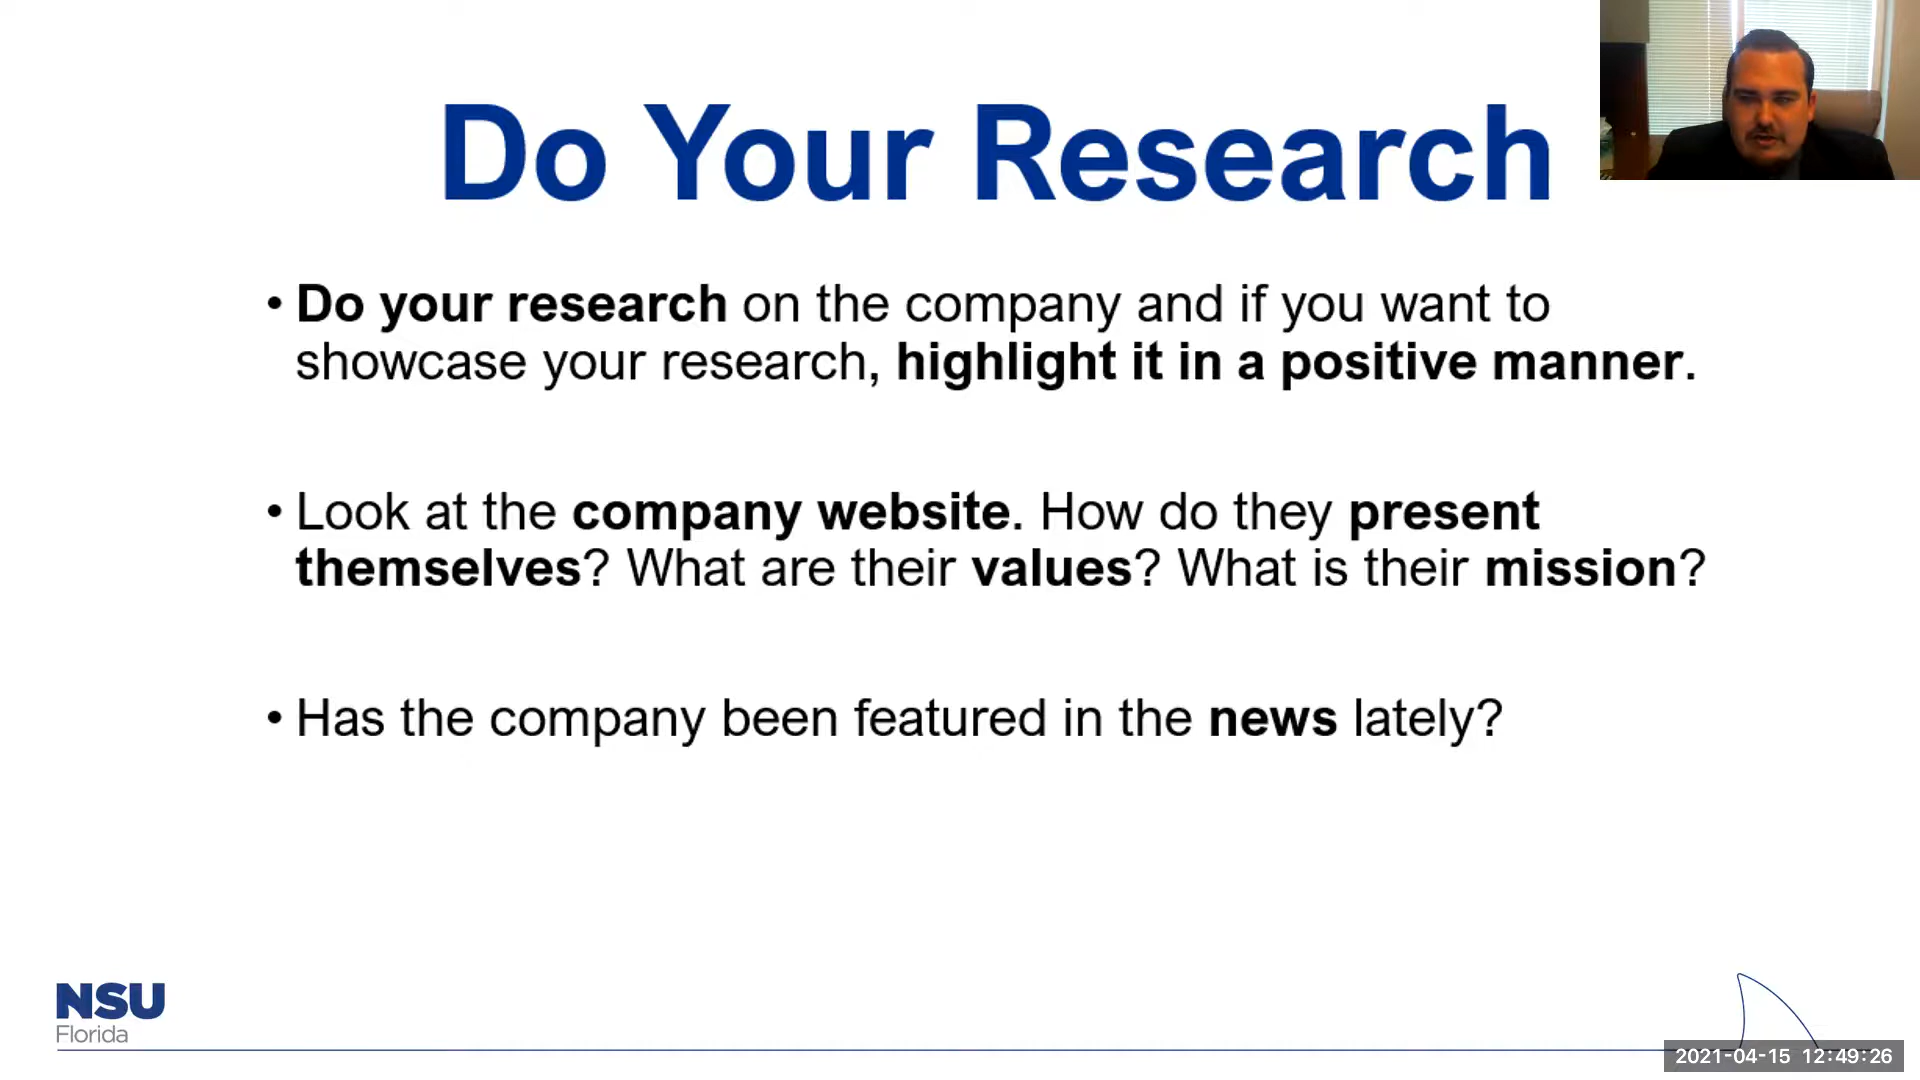 Do Your Research
• Do your research on the company and if you want to
showcase your research, highlight it in a positive manner.
• Look at the company website. How do they present
themselves? What are their values? What is their mission?
• Has the company been featured in the news lately?
NSU
Florida
2021-04-15 12:49:26